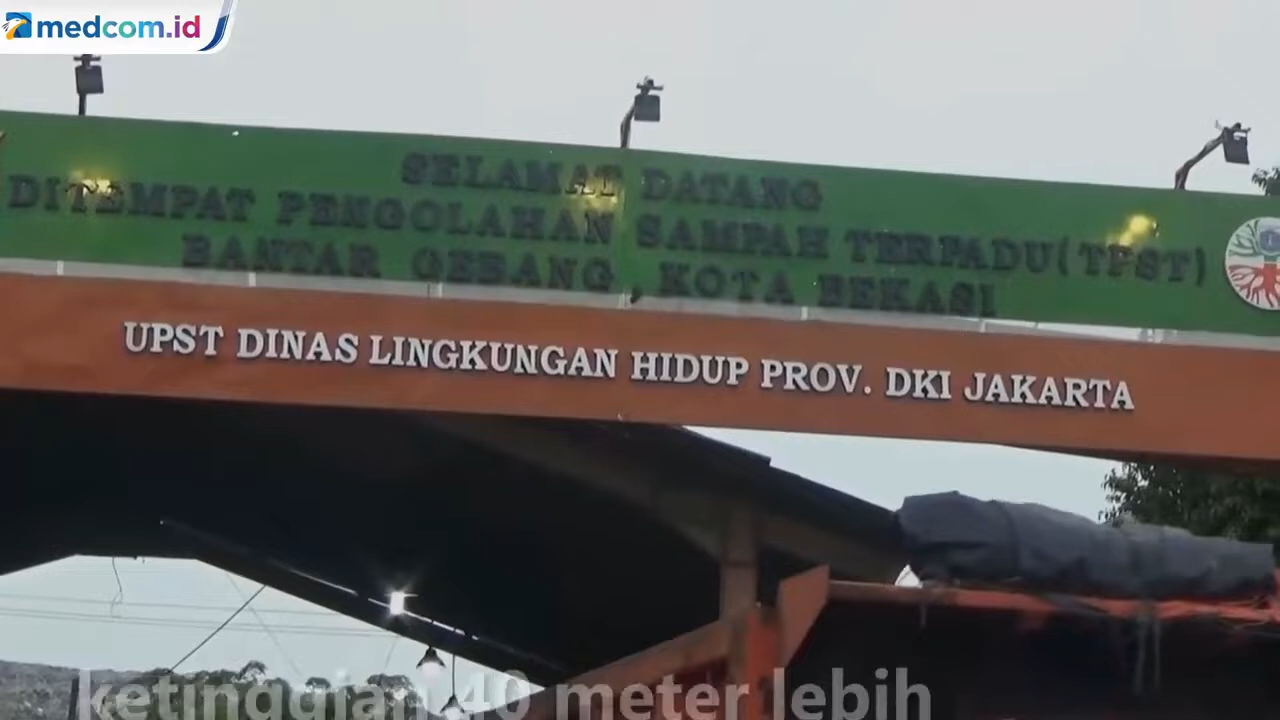 medcom.id
SELAMAT DATANG
DITEMPAT PENGOLAHAN SAMPAH TERPADU(TPST)
BANTAR GEBANG, KOTA BEKASI
UPST DINAS LINGKUNGAN HIDUP PROV. DKI JAKARTA
ketinggian 40 meter lebih